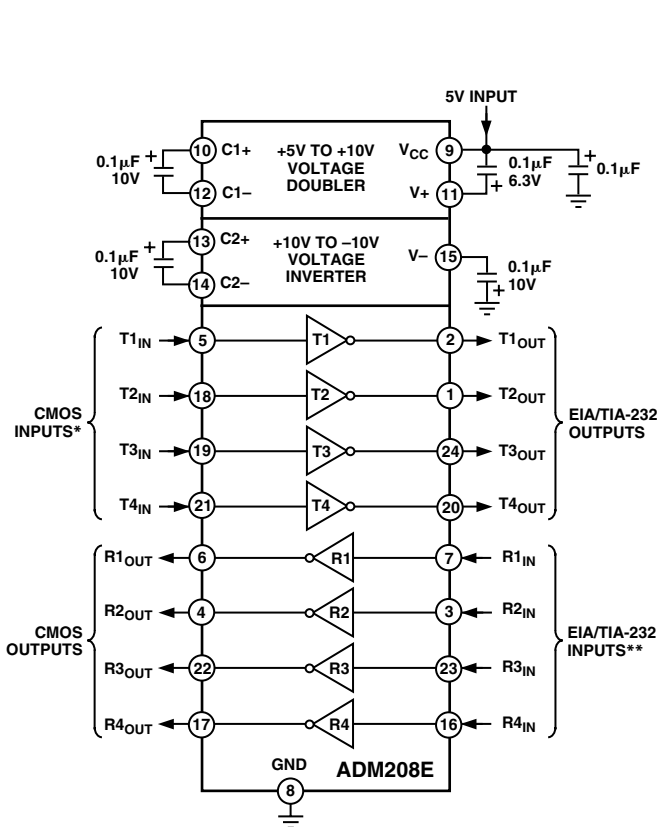 5V INPUT
0.1μF
10V
+
10
C1+
12
C1–
+5V TO +10V
VOLTAGE
DOUBLER
VCC
9
V+
11
+
0.1μF
6.3V
+
0.1μF
0.1μF
10V
+
13
C2+
14
C2–
+10V TO –10V
VOLTAGE
INVERTER
V–
15
+
0.1μF
10V
CMOS
INPUTS*
T1IN 5 T1 2 T1OUT
T2IN 18 T2 1 T2OUT
T3IN 19 T3 24 T3OUT
T4IN 21 T4 20 T4OUT
EIA/TIA-232
OUTPUTS
CMOS
OUTPUTS
R1OUT 6 R1 7 R1IN
R2OUT 4 R2 3 R2IN
R3OUT 22 R3 23 R3IN
R4OUT 17 R4 16 R4IN
EIA/TIA-232
INPUTS**
GND
8
ADM208E